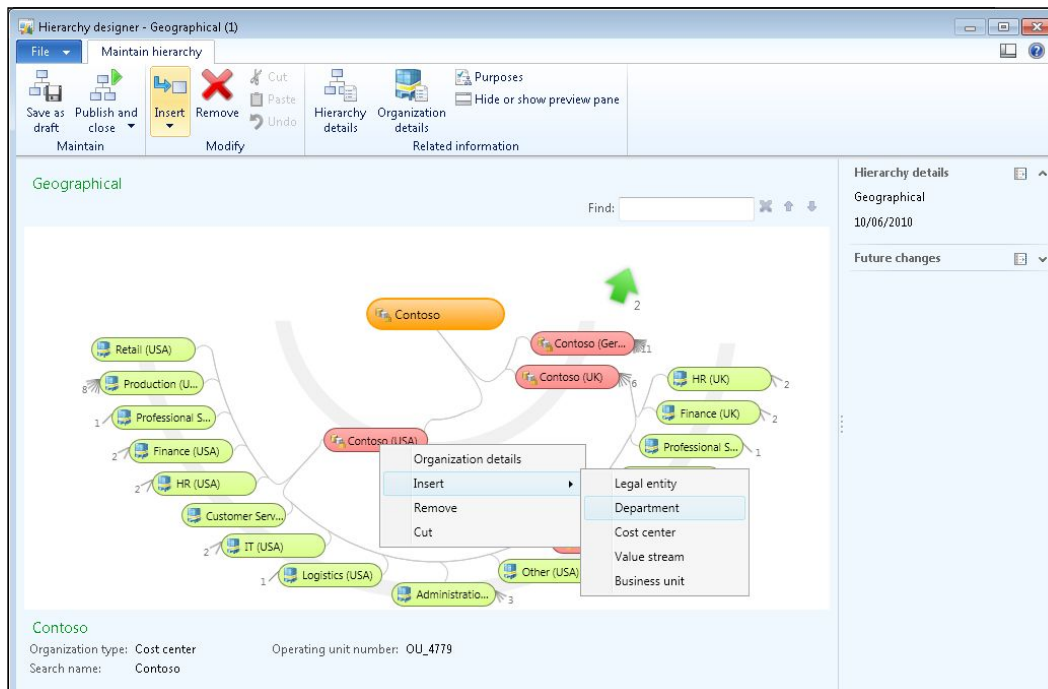 Hierarchy designer - Geographical (1)
File
Maintain hierarchy
Save as draft
Publish and close
Insert
Remove
Cut
Paste
Undo
Hierarchy details
Organization details
Purposes
Hide or show preview pane
Maintain
Modify
Related information
Geographical
Find:
Hierarchy details
Geographical
10/06/2010
Future changes
2
Contoso
Contoso (Ger...
11
Contoso (UK)
6
Retail (USA)
8
Production (U...
1
Professional S...
2
Finance (USA)
2
HR (USA)
Customer Serv...
2
IT (USA)
1
Logistics (USA)
Administratio...
3
Other (USA)
Contoso (USA)
HR (UK)
2
Finance (UK)
2
Professional S...
1
Organization details
Insert
Remove
Cut
Legal entity
Department
Cost center
Value stream
Business unit
Contoso
Organization type: Cost center
Operating unit number: OU_4779
Search name: Contoso